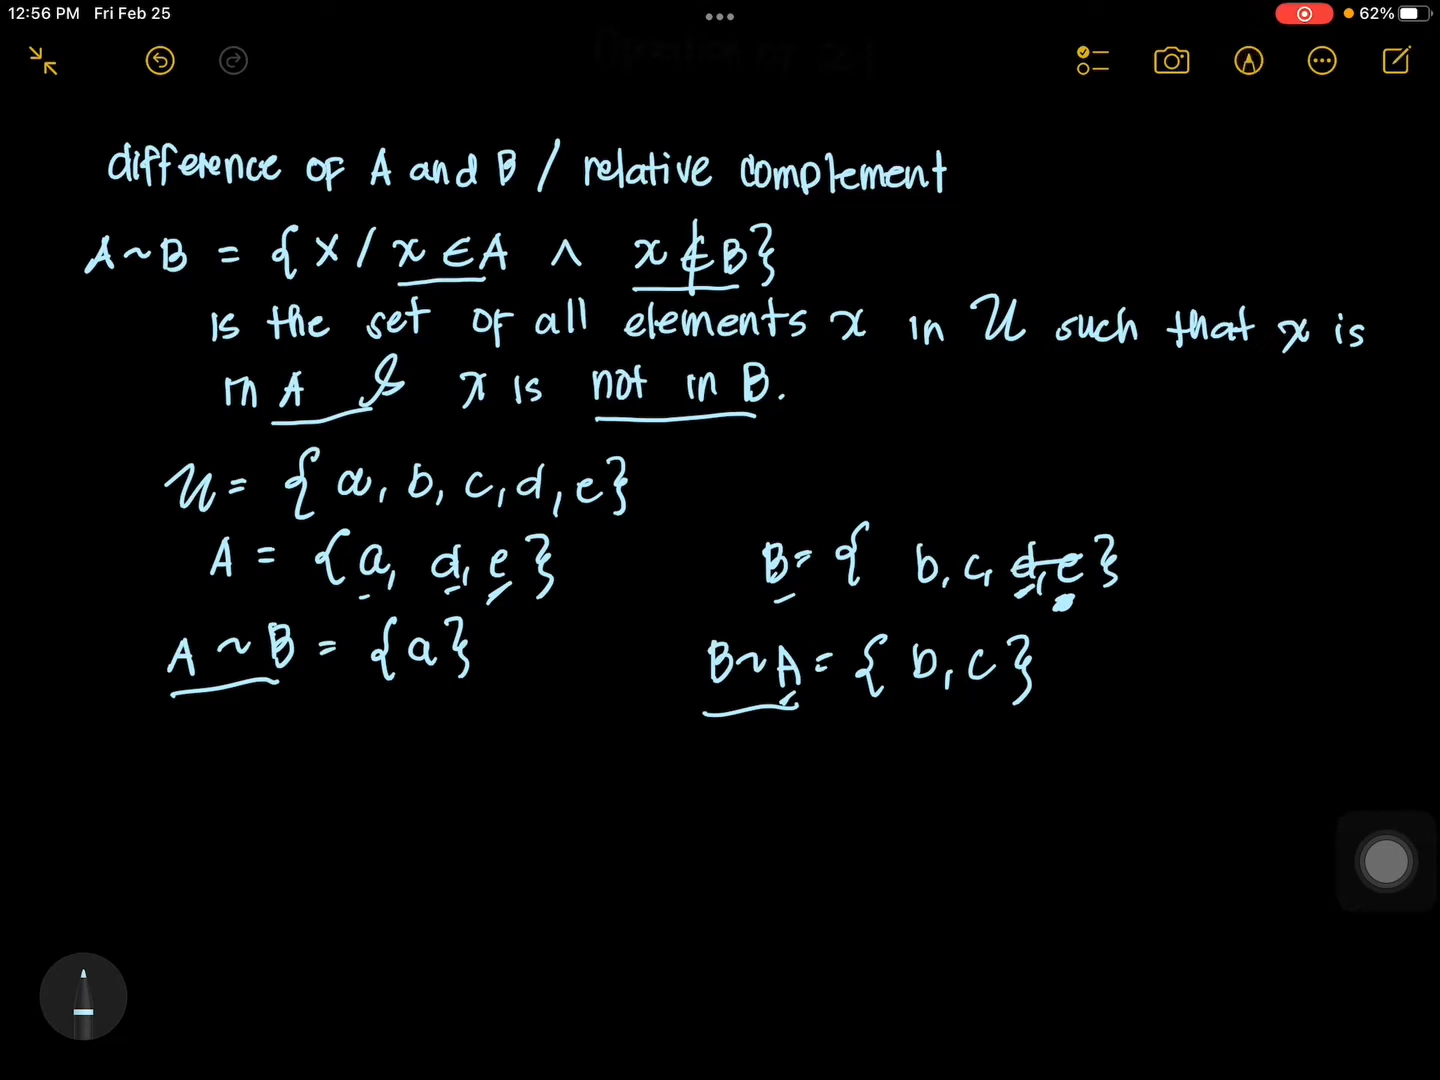 12:56 PM Fri Feb 25
62%
difference of A and B / relative complement
A ~ B = { x / x ∈ A ∧ x ∉ B }
is the set of all elements x in U such that x is
in A & x is not in B.
U = { a, b, c, d, e }
A = { a, d, e } B = { b, c, d, e }
A ~ B = { a } B ~ A = { b, c }